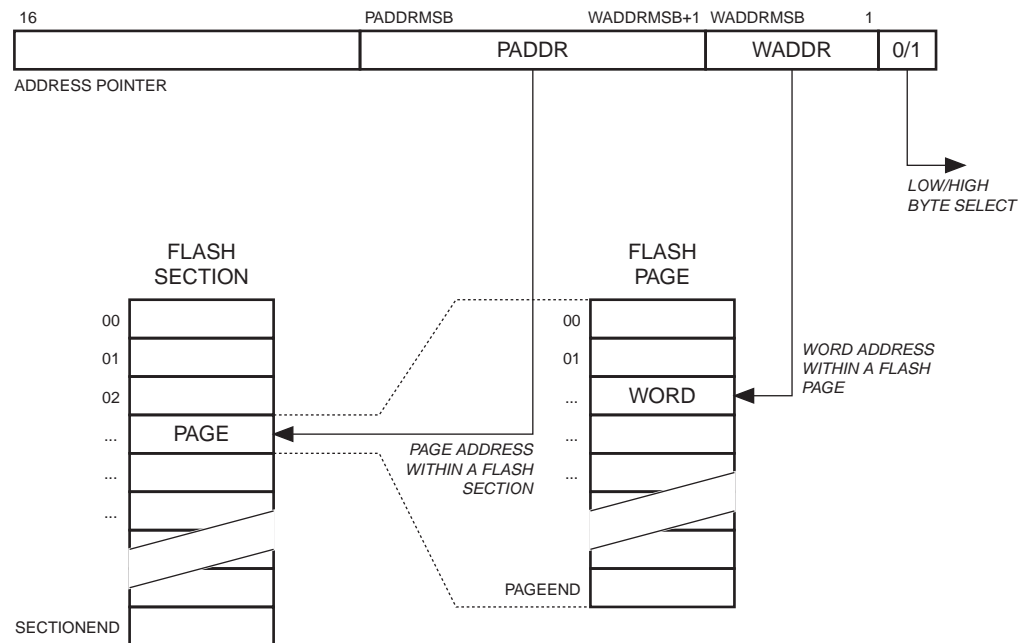 16 PADDRMSB WADDRMSB+1 WADDRMSB 1
PADDR WADDR 0/1
ADDRESS POINTER
LOW/HIGH
BYTE SELECT
FLASH
SECTION
00
01
02
...
PAGE
...
...
SECTIONEND
PAGE ADDRESS
WITHIN A FLASH
SECTION
FLASH
PAGE
00
01
...
WORD
...
...
PAGEEND
WORD ADDRESS
WITHIN A FLASH
PAGE